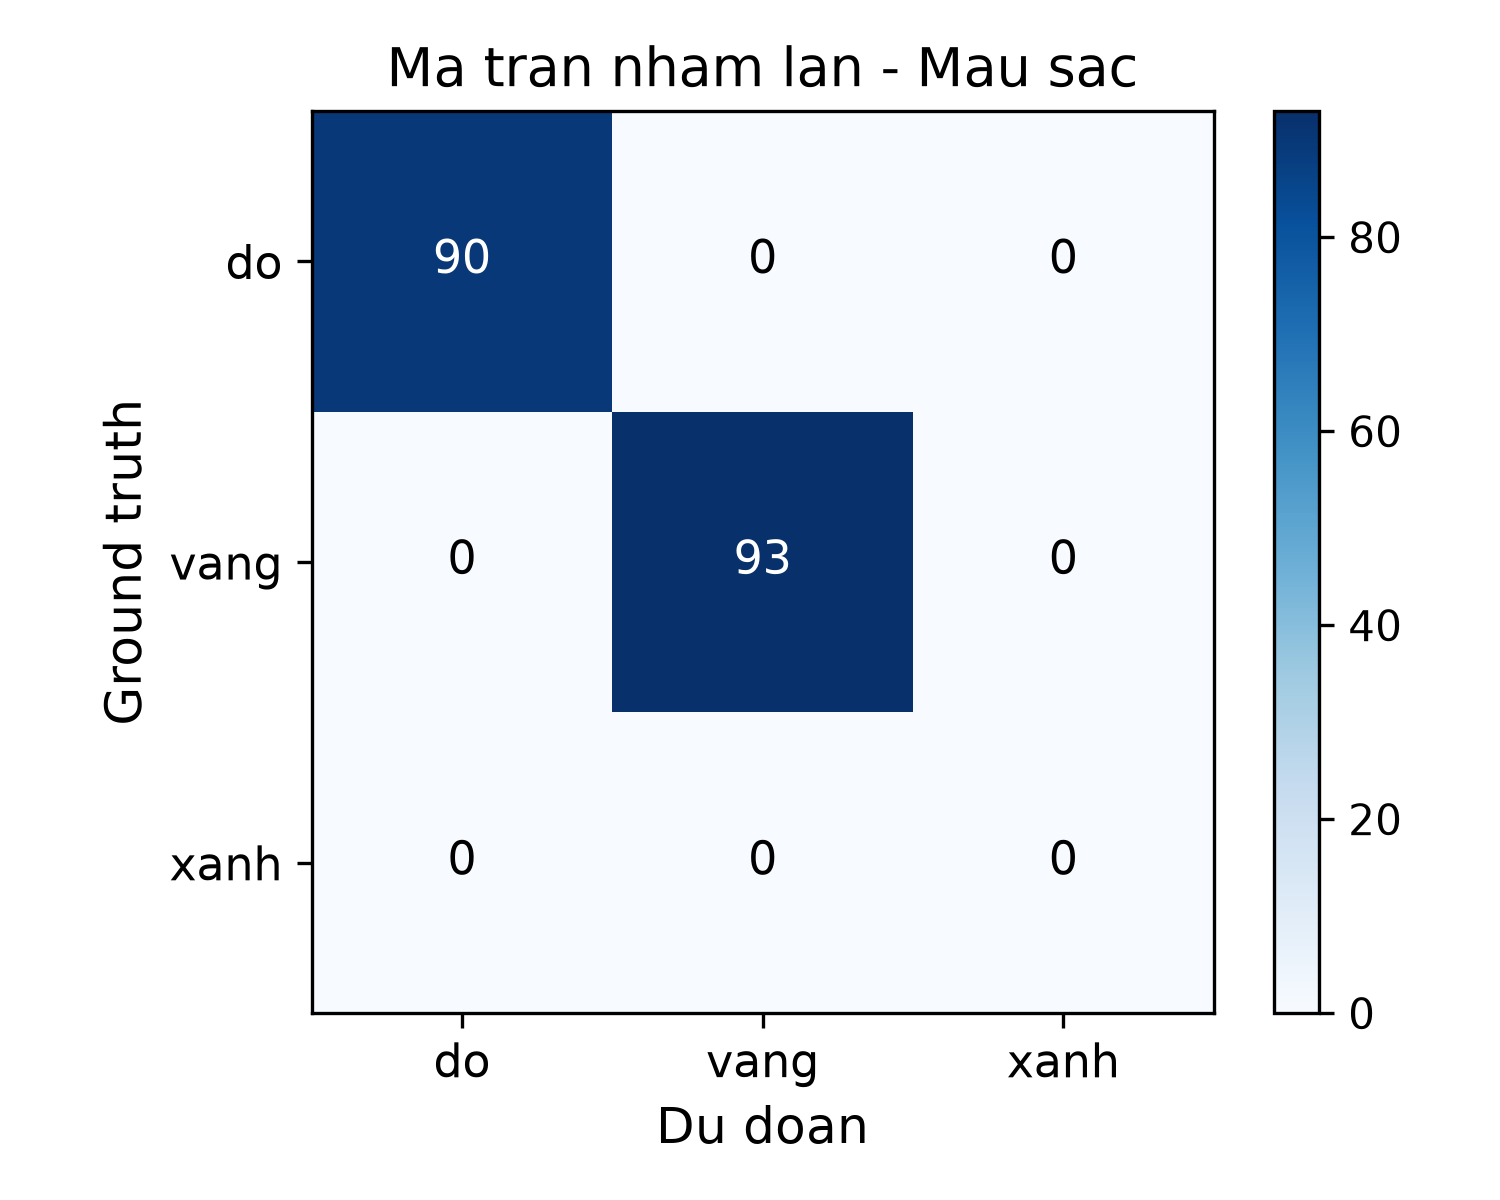 Ma tran nham lan - Mau sac
Ground truth
do
vang
xanh
90 0 0
0 93 0
0 0 0
do vang xanh
Du doan
80
60
40
20
0